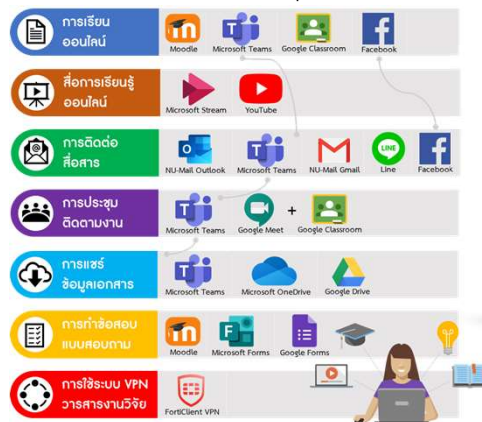 การเรียน
ออนไลน์
Moodle Microsoft Teams Google Classroom Facebook
สื่อการเรียนรู้
ออนไลน์
Microsoft Stream YouTube
การติดต่อ
สื่อสาร
LINE
NU-Mail Outlook Microsoft Teams NU-Mail Gmail Line Facebook
การประชุม
ติดตามงาน
+
Microsoft Teams Google Meet Google Classroom
การแชร์
ข้อมูลเอกสาร
Microsoft Teams Microsoft OneDrive Google Drive
การทำข้อสอบ
แบบสอบถาม
Moodle Microsoft Forms Google Forms
การใช้ระบบ VPN
วารสารงานวิจัย
FortiClient VPN